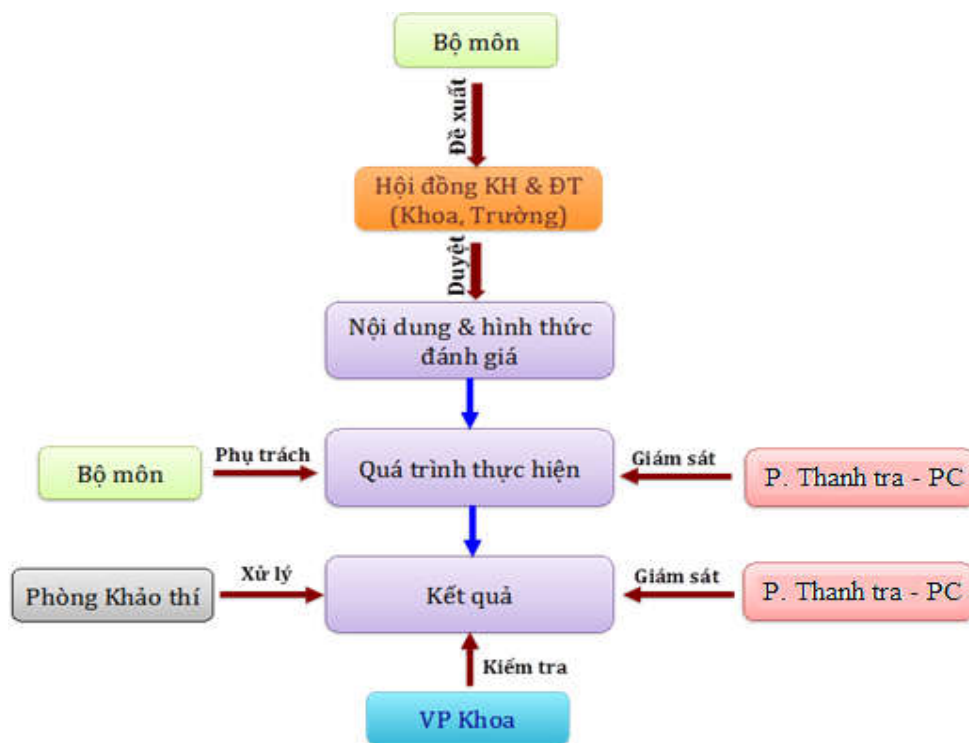 Bộ môn
Đề xuất
Hội đồng KH & ĐT
(Khoa, Trường)
Duyệt
Nội dung & hình thức
đánh giá
Bộ môn
Phụ trách
Quá trình thực hiện
Giám sát
P. Thanh tra - PC
Phòng Khảo thí
Xử lý
Kết quả
Giám sát
P. Thanh tra - PC
Kiếm tra
VP Khoa